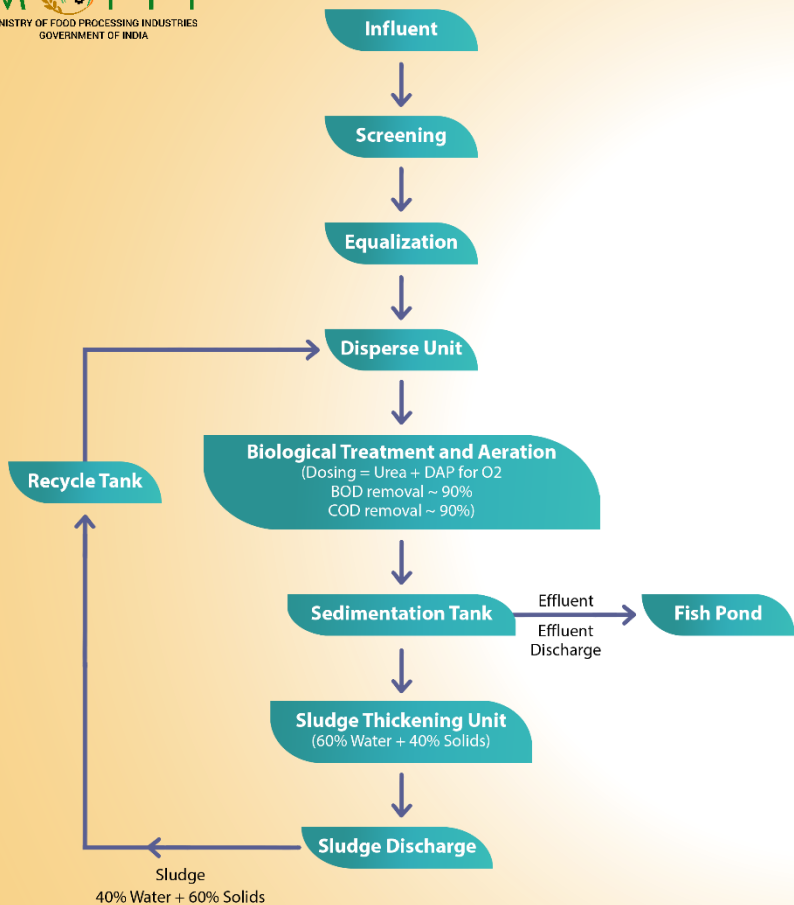 MINISTRY OF FOOD PROCESSING INDUSTRIES
GOVERNMENT OF INDIA
Influent
Screening
Equalization
Disperse Unit
Biological Treatment and Aeration
(Dosing = Urea + DAP for O2
BOD removal ~ 90%
COD removal ~ 90%)
Recycle Tank
Sedimentation Tank
Effluent
Effluent
Discharge
Fish Pond
Sludge Thickening Unit
(60% Water + 40% Solids)
Sludge Discharge
Sludge
40% Water + 60% Solids